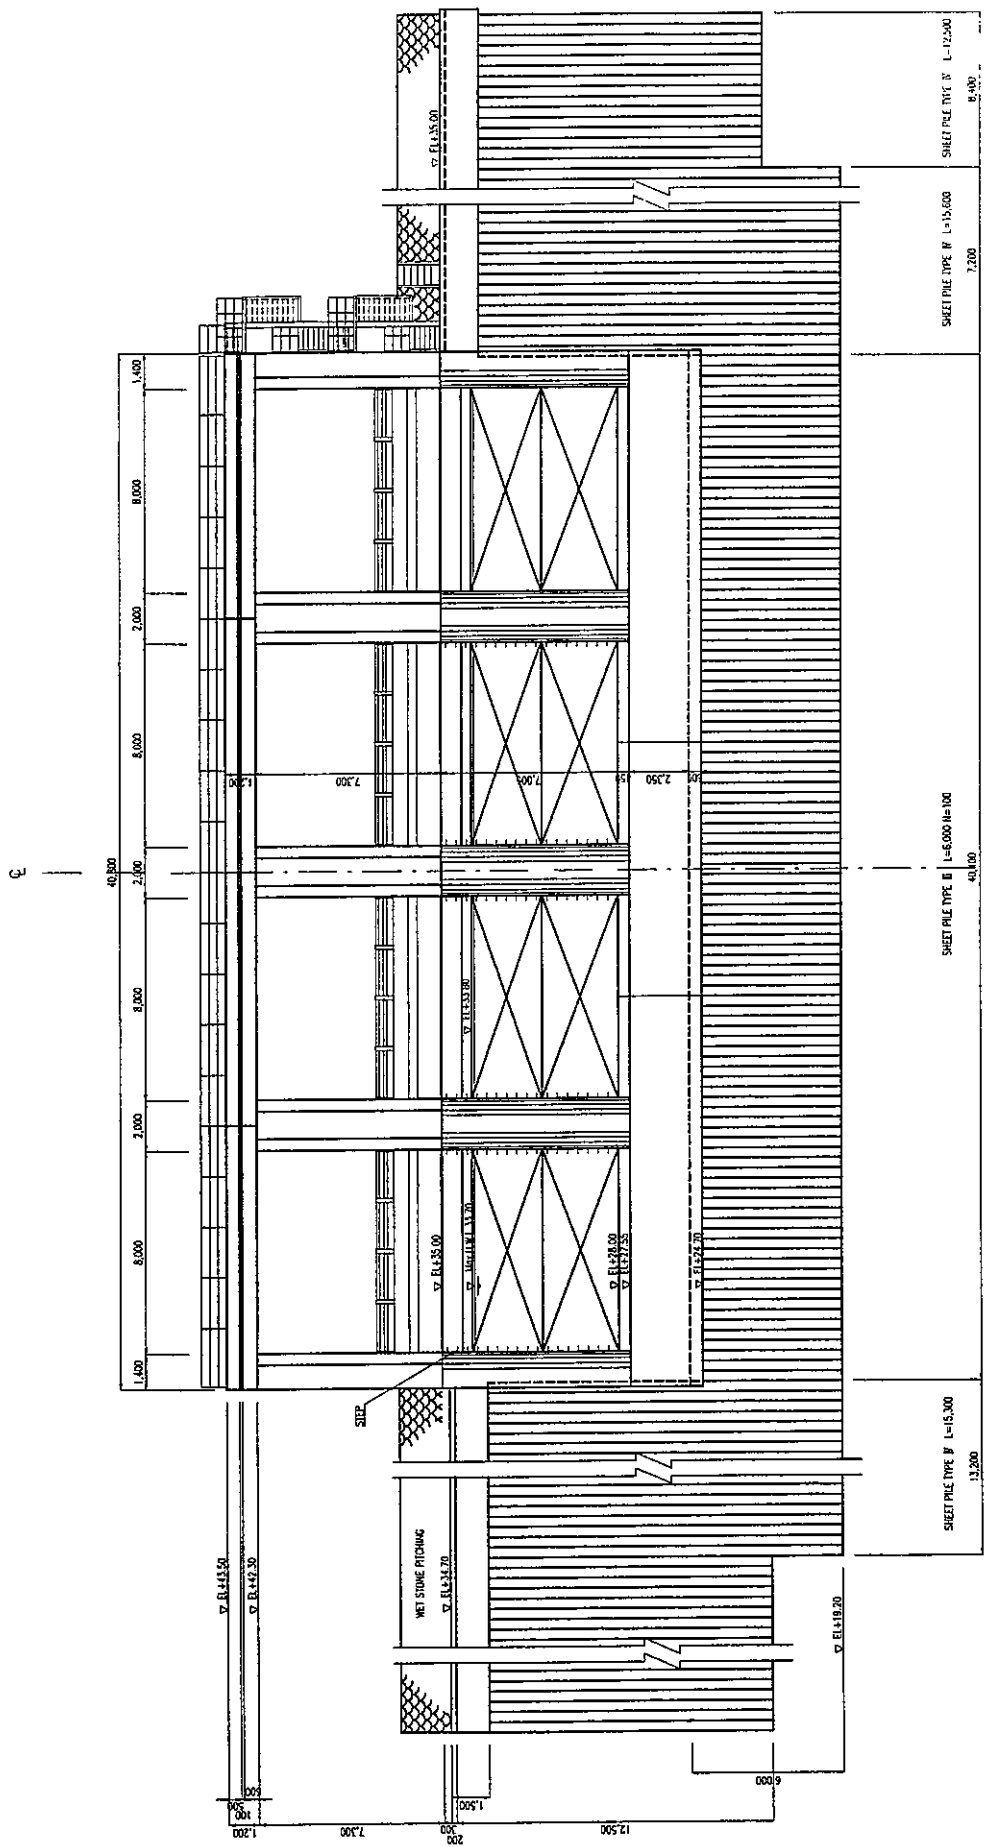 ℄
40,800
1,400
8,000
2,000
8,000
2,000
8,000
2,000
8,000
1,400
▽ EL+43.50
▽ EL+42.30
STEP
WET STONE PITCHING
▽ EL+34.70
▽ EL+35.00
▽ EL+33.80
▽ EL+28.00
▽ EL+27.55
▽ EL+24.70
▽ EL+35.00
▽ EL+19.20
1,200
7,300
2,350
500
600
100
1,200
7,300
300
200
1,500
12,500
6,000
SHEET PILE TYPE Ⅳ L=15,300
13,200
SHEET PILE TYPE Ⅲ L=6,000 N=100
SHEET PILE TYPE Ⅳ L=15,600
7,200
SHEET PILE TYPE Ⅳ L=12,500
8,400